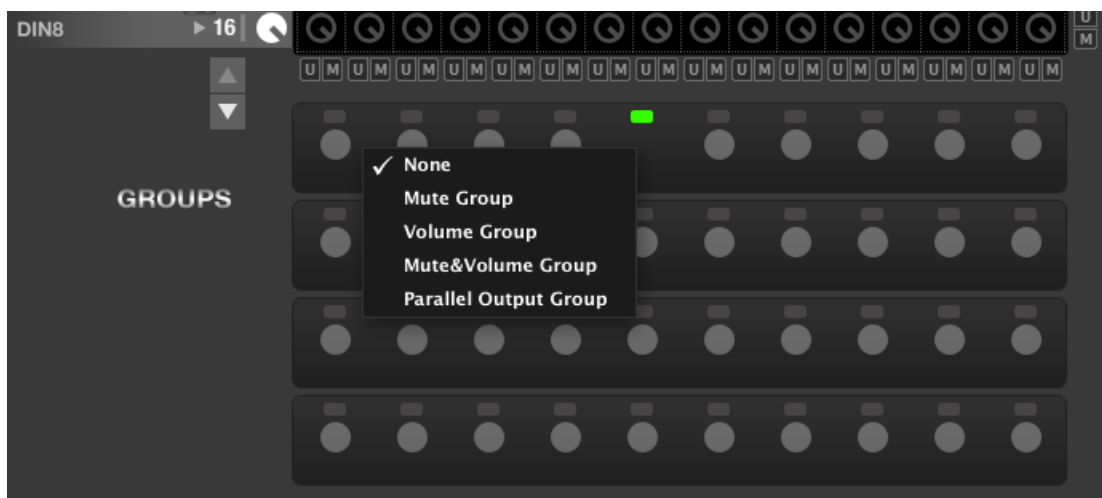 DIN8 16 U
M
U M U M U M U M U M U M U M U M U M U M U M U M U M U M U M U M
None
Mute Group
GROUPS
Volume Group
Mute&Volume Group
Parallel Output Group